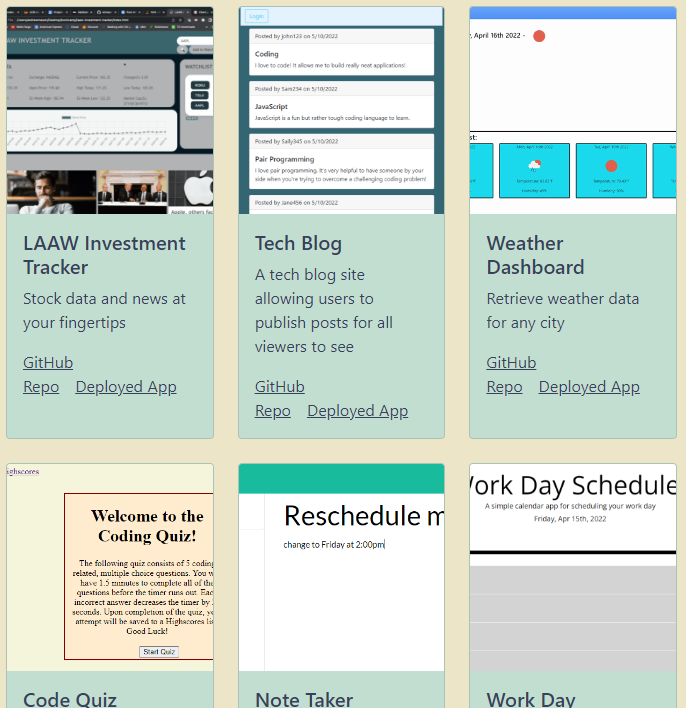 LAAW INVESTMENT TRACKER
WATCHLIST
LAAW Investment
Tracker
Stock data and news at
your fingertips
GitHub
Repo Deployed App
Login
Posted by john123 on 5/10/2022
Coding
I love to code! It allows me to build really neat applications!
Posted by Sam234 on 5/10/2022
JavaScript
JavaScript is a fun but rather tough coding language to learn.
Posted by Sally345 on 5/10/2022
Pair Programming
I love pair programming. It's very helpful to have someone by your
side when you're trying to overcome a challenging coding problem!
Posted by Jane456 on 5/10/2022
Tech Blog
A tech blog site
allowing users to
publish posts for all
viewers to see
GitHub
Repo Deployed App
y, April 16th 2022 -
st:
Weather
Dashboard
Retrieve weather data
for any city
GitHub
Repo Deployed App
ighscores
Welcome to the
Coding Quiz!
The following quiz consists of 5 coding
related, multiple choice questions. You w
have 1.5 minutes to complete all of the
questions before the timer runs out. Eac
incorrect answer decreases the timer by
seconds. Upon completion of the quiz, yo
attempt will be saved to a Highscores lis
Good Luck!
Start Quiz
Code Quiz
Reschedule m
change to Friday at 2:00pm
Note Taker
Work Day Schedule
A simple calendar app for scheduling your work day
Friday, Apr 15th, 2022
Work Day